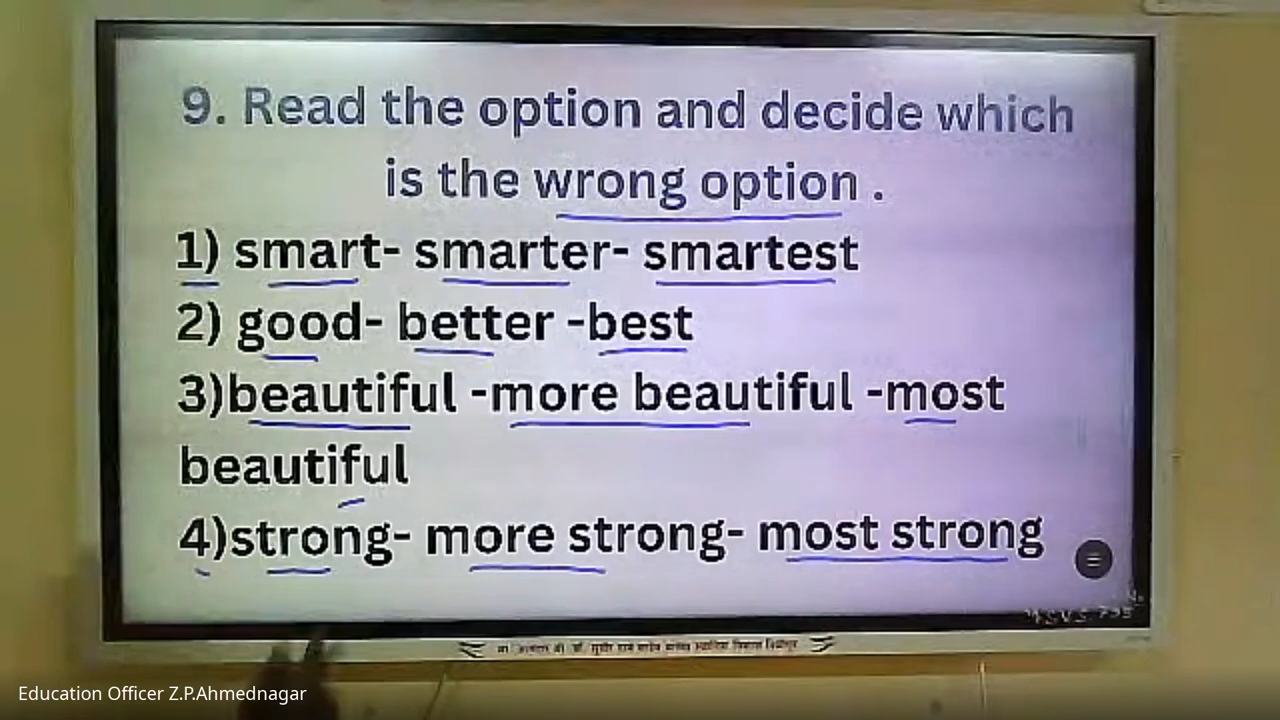 9. Read the option and decide which
is the wrong option .
1) smart- smarter- smartest
2) good- better -best
3)beautiful -more beautiful -most
beautiful
4)strong- more strong- most strong
Education Officer Z.P.Ahmednagar